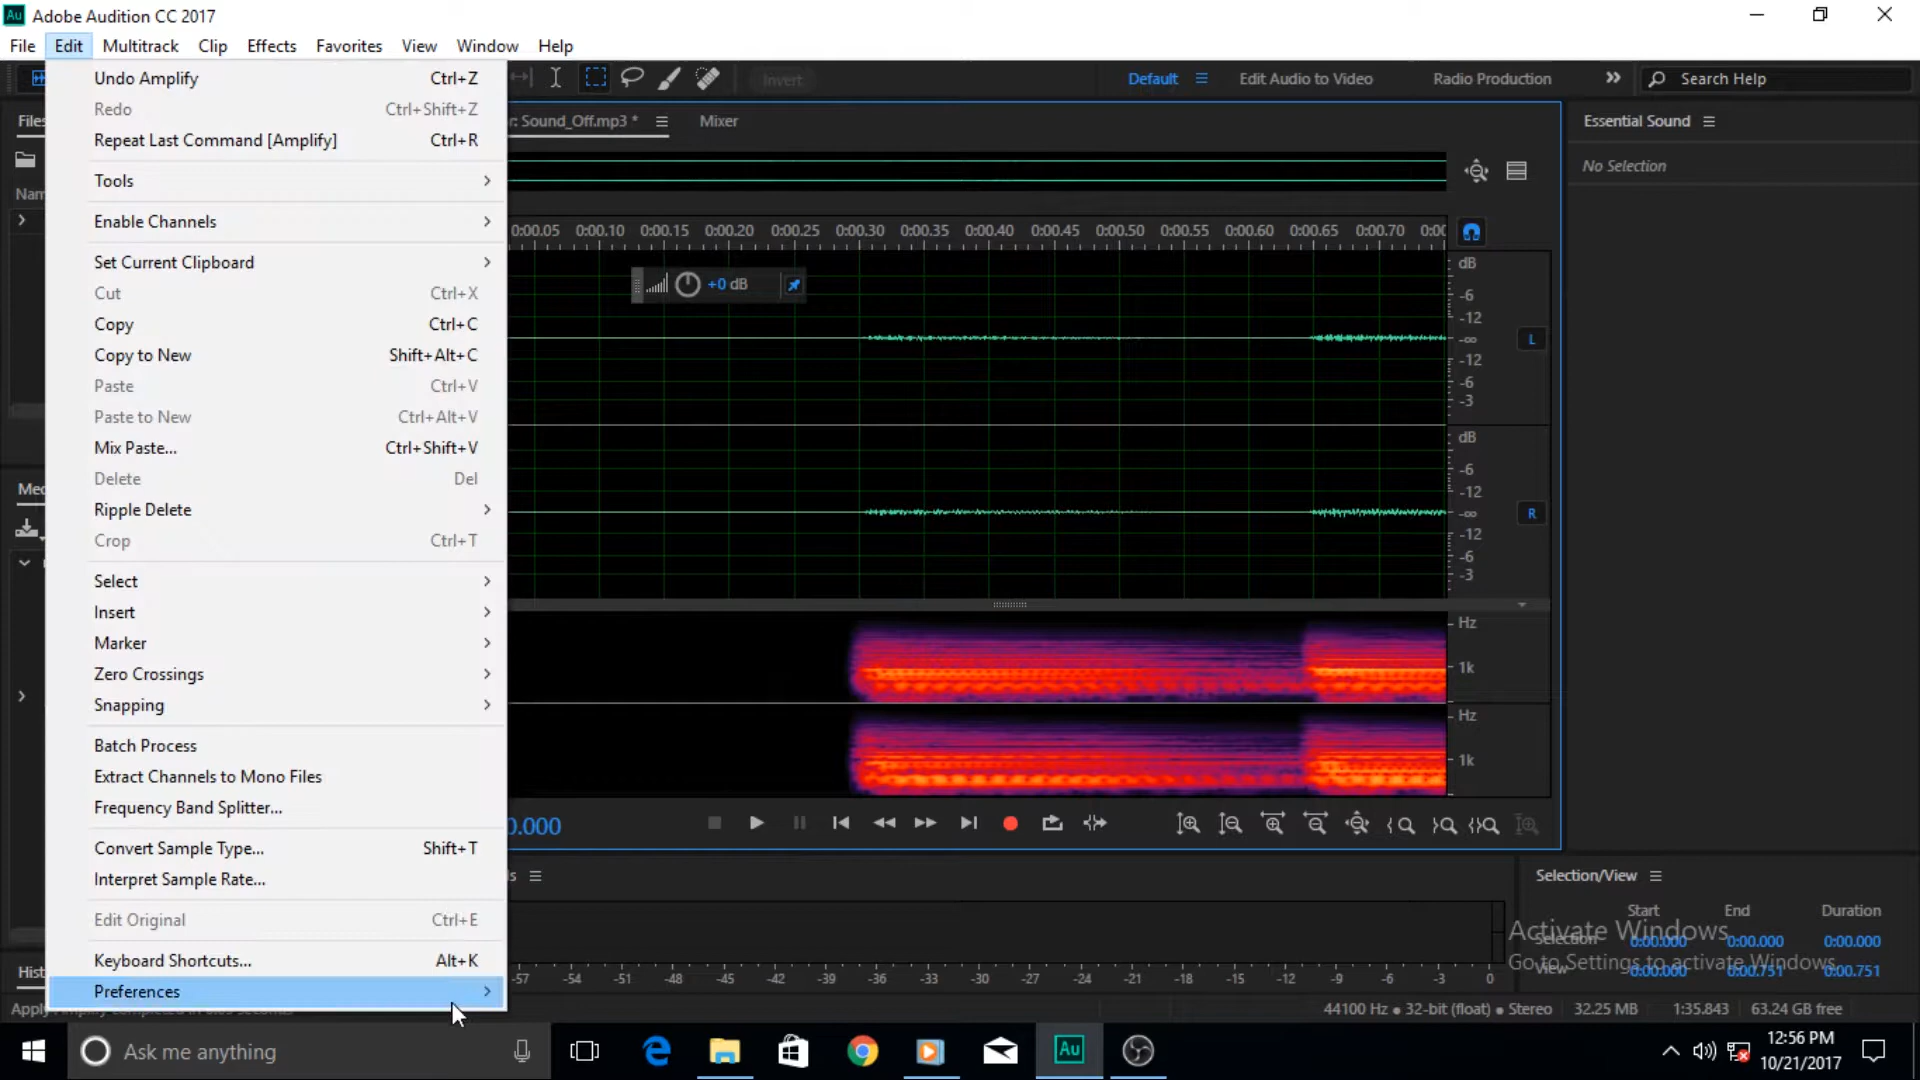 Au Adobe Audition CC 2017
File Edit Multitrack Clip Effects Favorites View Window Help
Undo Amplify Ctrl+Z
Redo Ctrl+Shift+Z
Repeat Last Command [Amplify] Ctrl+R
Tools
Enable Channels
Set Current Clipboard
Cut Ctrl+X
Copy Ctrl+C
Copy to New Shift+Alt+C
Paste Ctrl+V
Paste to New Ctrl+Alt+V
Mix Paste... Ctrl+Shift+V
Delete Del
Ripple Delete
Crop Ctrl+T
Select
Insert
Marker
Zero Crossings
Snapping
Batch Process
Extract Channels to Mono Files
Frequency Band Splitter...
Convert Sample Type... Shift+T
Interpret Sample Rate...
Edit Original Ctrl+E
Keyboard Shortcuts... Alt+K
Preferences
Invert
Default Edit Audio to Video Radio Production Search Help
Files
Nam
Med
Hist
r: Sound_Off.mp3 * Mixer
Essential Sound
No Selection
0:00.05 0:00.10 0:00.15 0:00.20 0:00.25 0:00.30 0:00.35 0:00.40 0:00.45 0:00.50 0:00.55 0:00.60 0:00.65 0:00.70 0:00
+0 dB
dB
-6
-12
-∞
-12
-6
-3
L
dB
-6
-12
-∞
-12
-6
-3
R
Hz
1k
Hz
1k
0.000
ls
-57 -54 -51 -48 -45 -42 -39 -36 -33 -30 -27 -24 -21 -18 -15 -12 -9 -6 -3 0
Selection/View
Start End Duration
Selection 0:00.000 0:00.000 0:00.000
View 0:00.000 0:00.751 0:00.751
Activate Windows
Go to Settings to activate Windows.
44100 Hz ● 32-bit (float) ● Stereo 32.25 MB 1:35.843 63.24 GB free
Ask me anything
Au
12:56 PM
10/21/2017